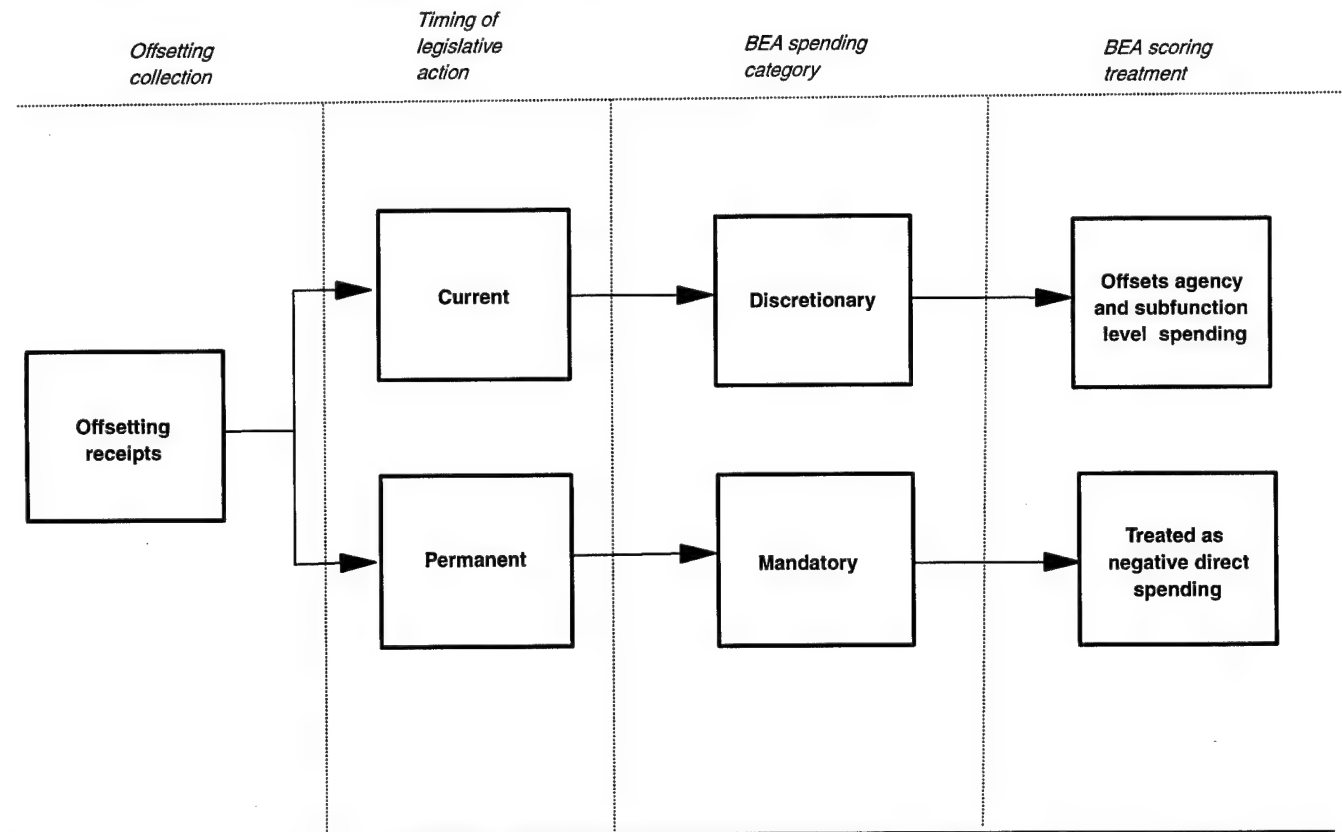 Offsetting
collection
Timing of
legislative
action
BEA spending
category
BEA scoring
treatment
Offsetting
receipts
Current
Discretionary
Offsets agency
and subfunction
level spending
Permanent
Mandatory
Treated as
negative direct
spending